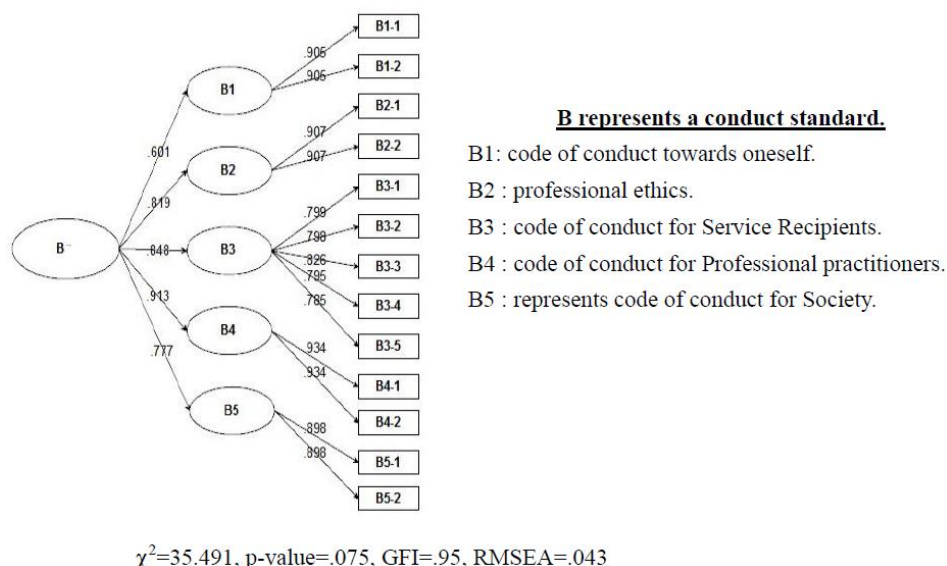 B1-1
.905
B1-2
.905
B1
B2-1
.907
B2-2
.907
B2
.601
.819
B3-1
.799
B3-2
.798
B
.848
B3
B3-3
.826
B3-4
.795
B3-5
.785
.913
B4
B4-1
.934
B4-2
.934
.777
B5
B5-1
.898
B5-2
.898
B represents a conduct standard.
B1: code of conduct towards oneself.
B2 : professional ethics.
B3 : code of conduct for Service Recipients.
B4 : code of conduct for Professional practitioners.
B5 : represents code of conduct for Society.
χ²=35.491, p-value=.075, GFI=.95, RMSEA=.043